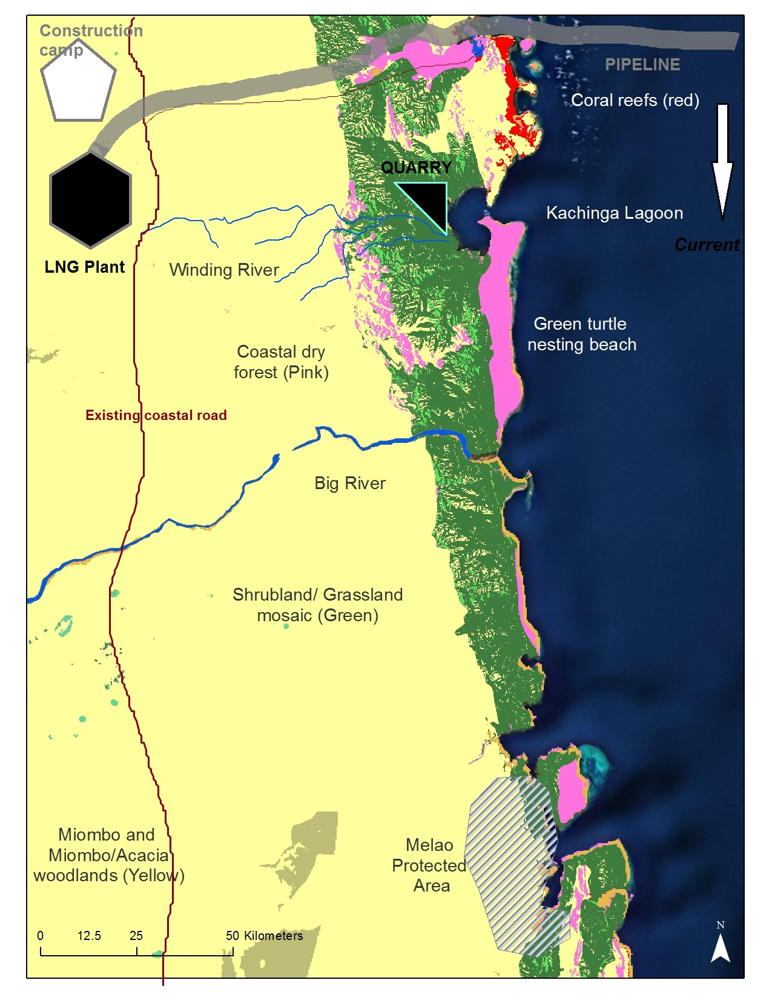 Construction
camp
PIPELINE
Coral reefs (red)
QUARRY
Kachinga Lagoon
Current
LNG Plant
Winding River
Green turtle
nesting beach
Coastal dry
forest (Pink)
Existing coastal road
Big River
Shrubland/ Grassland
mosaic (Green)
Miombo and
Miombo/Acacia
woodlands (Yellow)
Melao
Protected
Area
0 12.5 25 50 Kilometers
N